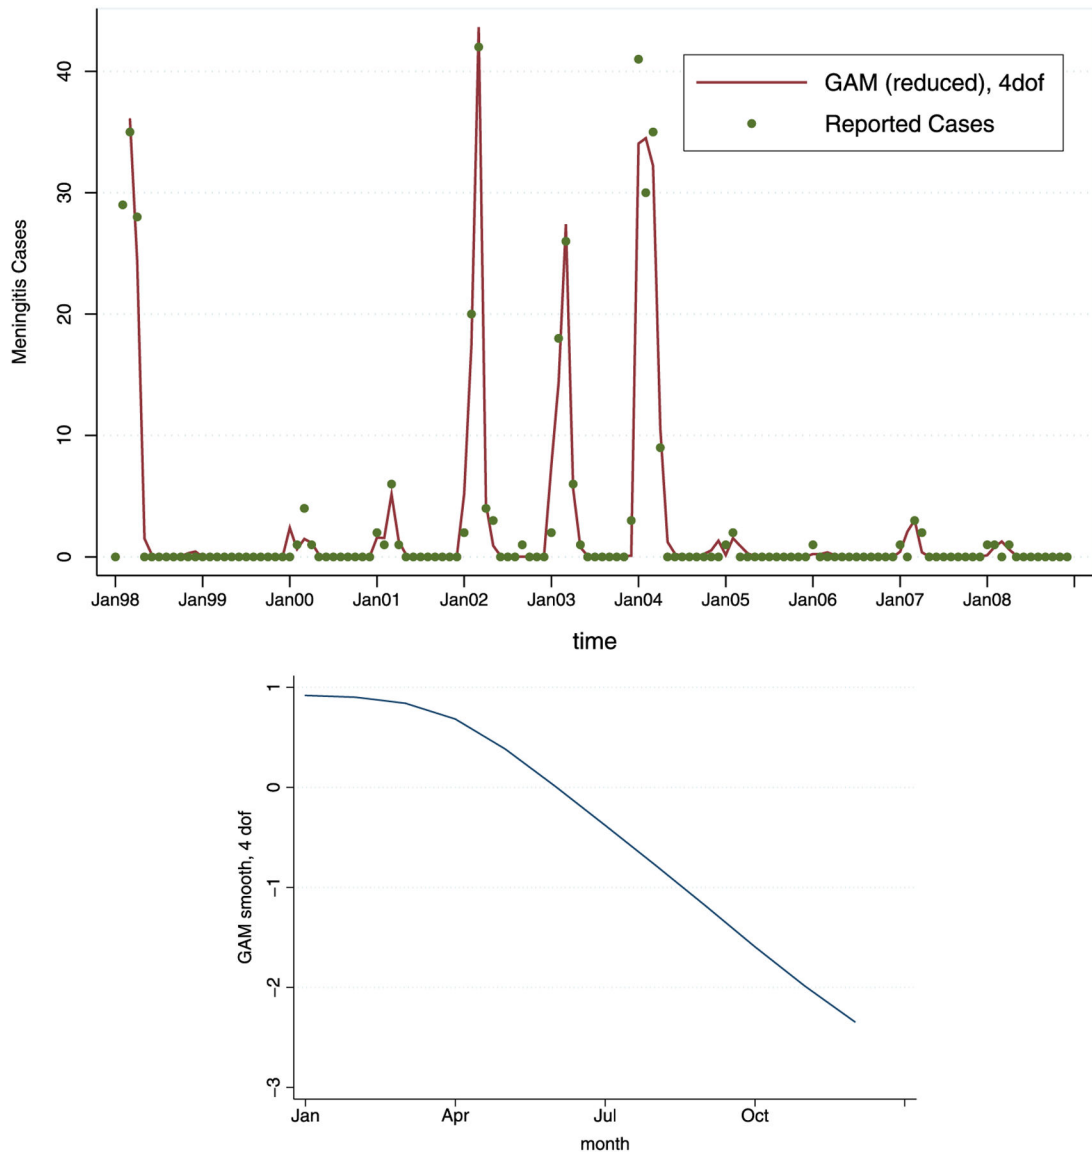 GAM (reduced), 4dof
Reported Cases
Meningitis Cases
40
30
20
10
0
Jan98 Jan99 Jan00 Jan01 Jan02 Jan03 Jan04 Jan05 Jan06 Jan07 Jan08
time
GAM smooth, 4 dof
1
0
-1
-2
-3
Jan Apr Jul Oct
month